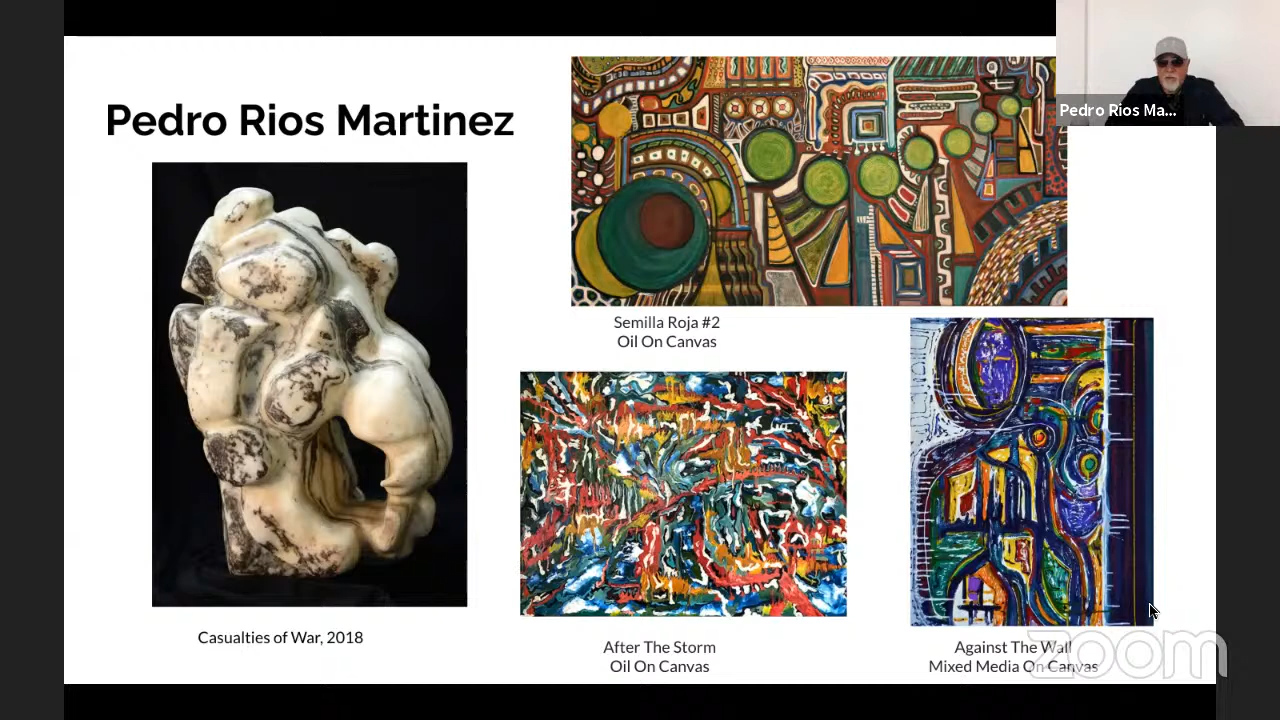 Pedro Rios Martinez
Pedro Rios Ma...
Semilla Roja #2
Oil On Canvas
Casualties of War, 2018
After The Storm
Oil On Canvas
Against The Wall
Mixed Media On Canvas
zoom